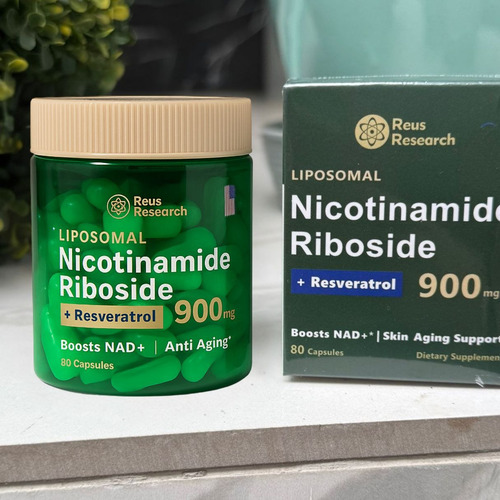 Reus
Research
LIPOSOMAL
Nicotinamide
Riboside
+ Resveratrol 900mg
Boosts NAD+ | Anti Aging*
80 Capsules
Reus
Research
LIPOSOMAL
Nicotinamide
Riboside
+ Resveratrol 900mg
Boosts NAD+* | Skin Aging Support
80 Capsules Dietary Supplement